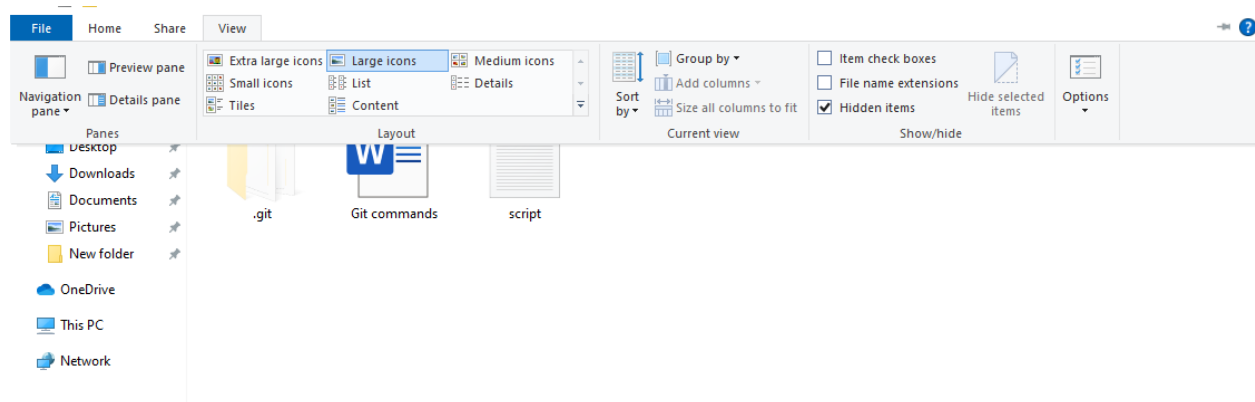 File Home Share View
Extra large icons Large icons Medium icons
Small icons List Details
Tiles Content
Preview pane
Navigation pane
Details pane
Panes
Layout
Sort by
Group by
Add columns
Size all columns to fit
Current view
Item check boxes
File name extensions
Hidden items
Hide selected items
Show/hide
Options
Desktop
Downloads
Documents
Pictures
New folder
OneDrive
This PC
Network
W
.git Git commands script